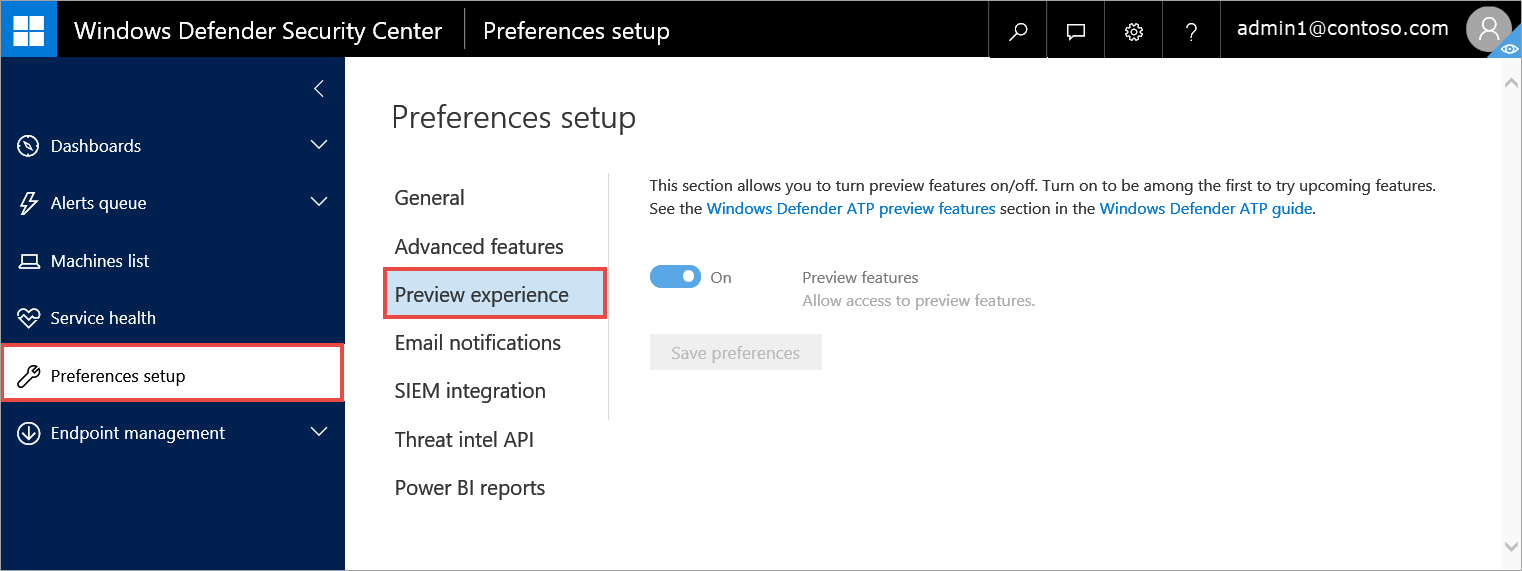 Windows Defender Security Center
Preferences setup
?
admin1@contoso.com
Dashboards
Alerts queue
Machines list
Service health
Preferences setup
Endpoint management
Preferences setup
General
Advanced features
Preview experience
Email notifications
SIEM integration
Threat intel API
Power BI reports
This section allows you to turn preview features on/off. Turn on to be among the first to try upcoming features.
See the Windows Defender ATP preview features section in the Windows Defender ATP guide.
On
Preview features
Allow access to preview features.
Save preferences